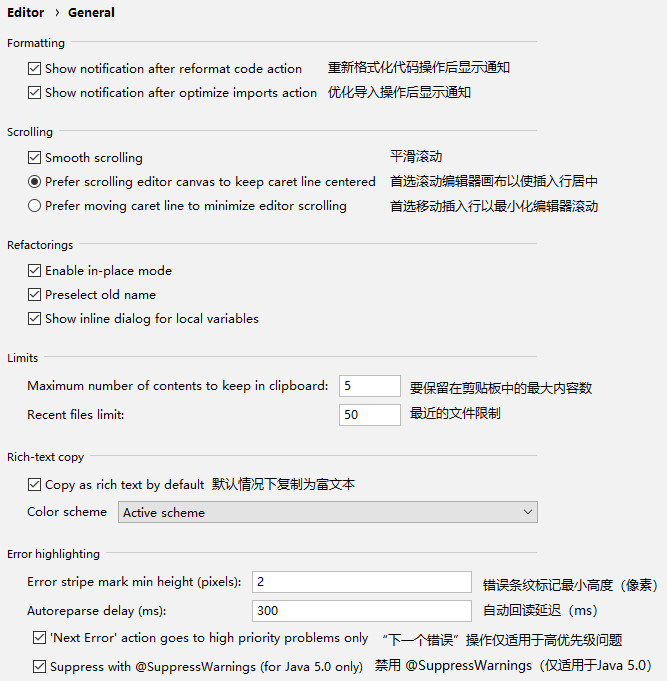 Editor › General
Formatting
Show notification after reformat code action 重新格式化代码操作后显示通知
Show notification after optimize imports action 优化导入操作后显示通知
Scrolling
Smooth scrolling 平滑滚动
Prefer scrolling editor canvas to keep caret line centered 首选滚动编辑器画布以使插入行居中
Prefer moving caret line to minimize editor scrolling 首选移动插入行以最小化编辑器滚动
Refactorings
Enable in-place mode
Preselect old name
Show inline dialog for local variables
Limits
Maximum number of contents to keep in clipboard: 5 要保留在剪贴板中的最大内容数
Recent files limit: 50 最近的文件限制
Rich-text copy
Copy as rich text by default 默认情况下复制为富文本
Color scheme Active scheme
Error highlighting
Error stripe mark min height (pixels): 2 错误条纹标记最小高度（像素）
Autoreparse delay (ms): 300 自动回读延迟（ms）
'Next Error' action goes to high priority problems only “下一个错误”操作仅适用于高优先级问题
Suppress with @SuppressWarnings (for Java 5.0 only) 禁用 @SuppressWarnings（仅适用于Java 5.0）